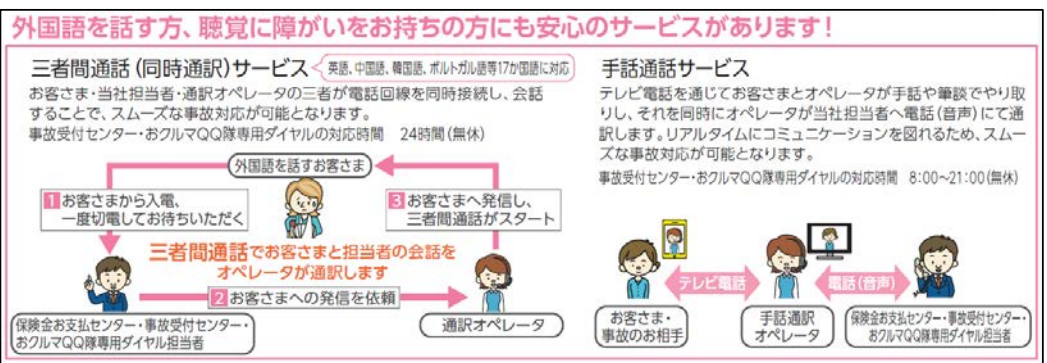 外国語を話す方、聴覚に障がいをお持ちの方にも安心のサービスがあります！
三者間通話（同時通訳）サービス
英語、中国語、韓国語、ポルトガル語等17か国語に対応
お客さま・当社担当者・通訳オペレータの三者が電話回線を同時接続し、会話
することで、スムーズな事故対応が可能となります。
事故受付センター・おクルマQQ隊専用ダイヤルの対応時間　24時間（無休）
外国語を話すお客さま
1 お客さまから入電、
一度切電してお待ちいただく
3 お客さまへ発信し、
三者間通話がスタート
三者間通話でお客さまと担当者の会話を
オペレータが通訳します
2 お客さまへの発信を依頼
保険金お支払センター・事故受付センター・
おクルマQQ隊専用ダイヤル担当者
通訳オペレータ
手話通話サービス
テレビ電話を通じてお客さまとオペレータが手話や筆談でやり取
りし、それを同時にオペレータが当社担当者へ電話（音声）にて通
訳します。リアルタイムにコミュニケーションを図れるため、スムー
ズな事故対応が可能となります。
事故受付センター・おクルマQQ隊専用ダイヤルの対応時間　8:00～21:00（無休）
テレビ電話
電話（音声）
お客さま・
事故のお相手
手話通訳
オペレータ
保険金お支払センター・事故受付センター・
おクルマQQ隊専用ダイヤル担当者